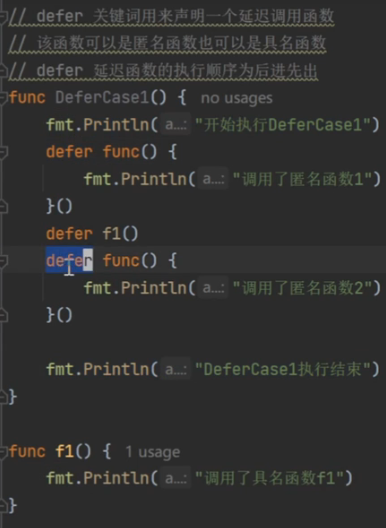 // defer 关键词用来声明一个延迟调用函数
// 该函数可以是匿名函数也可以是具名函数
// defer 延迟函数的执行顺序为后进先出
func DeferCase1() { no usages
fmt.Println( a...: "开始执行DeferCase1")
defer func() {
fmt.Println( a...: "调用了匿名函数1")
}()
defer f1()
defer func() {
fmt.Println( a...: "调用了匿名函数2")
}()
fmt.Println( a...: "DeferCase1执行结束")
}
func f1() { 1 usage
fmt.Println( a...: "调用了具名函数f1")
}